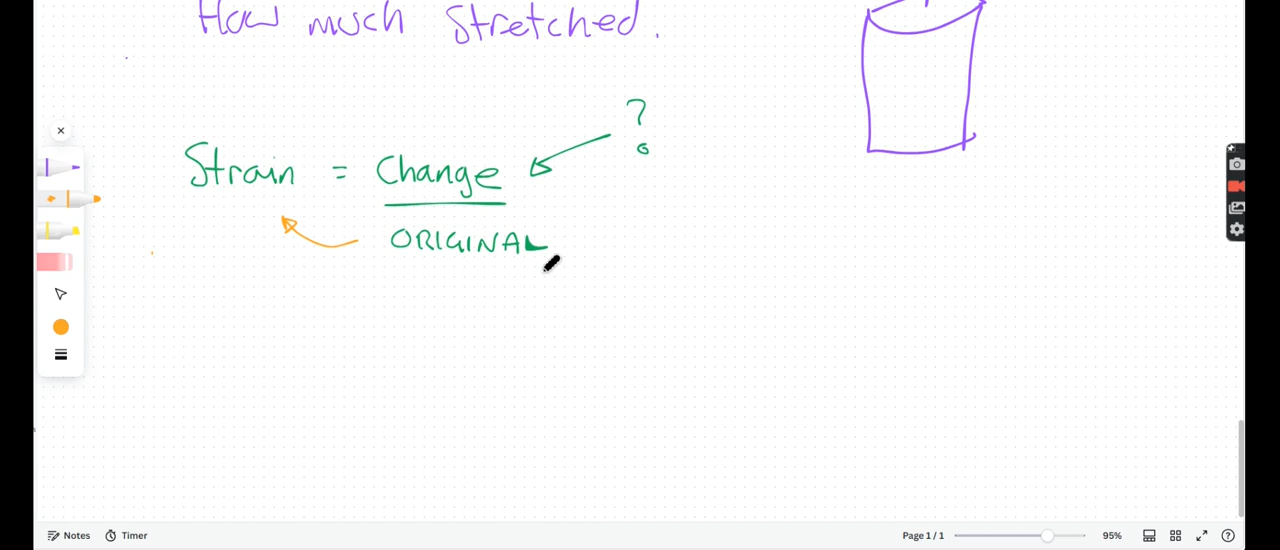 How much Stretched.
?
Strain = Change
ORIGINAL
Notes Timer Page 1 / 1 95%